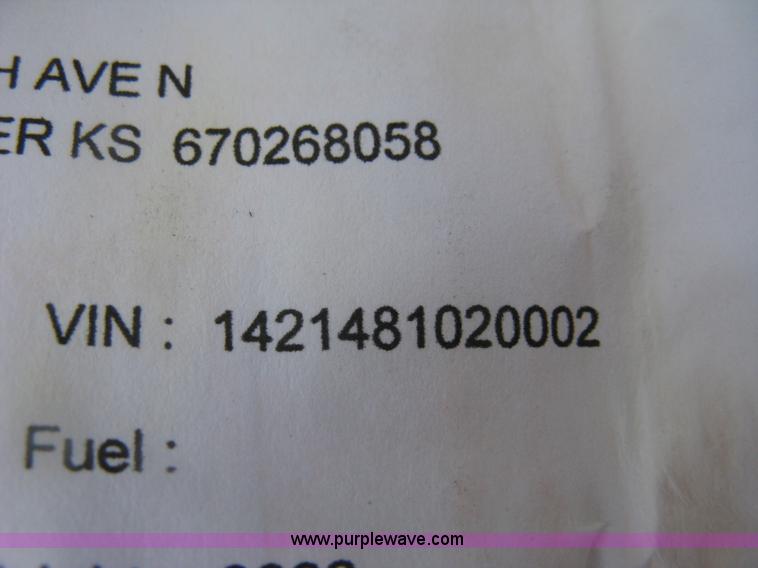 H AVE N
ER KS 670268058
VIN : 1421481020002
Fuel :
www.purplewave.com